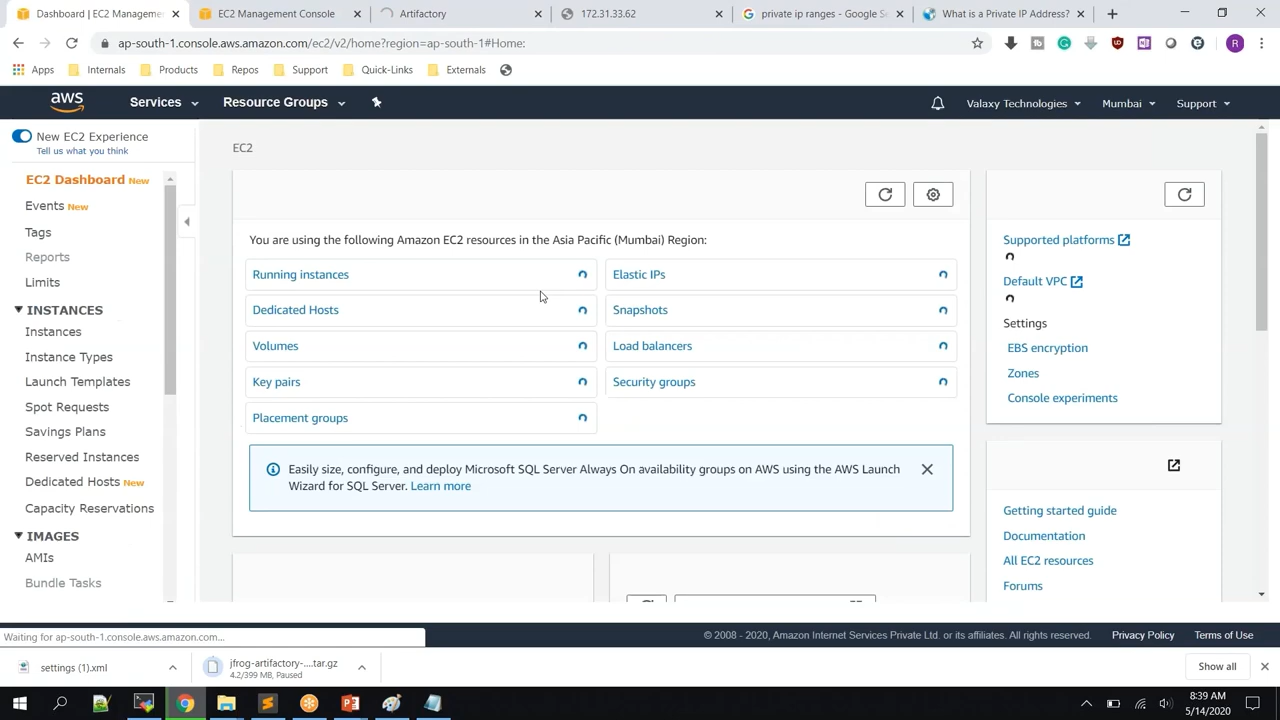 Dashboard | EC2 Manageme
EC2 Management Console
Artifactory
172.31.33.62
private ip ranges - Google Se
What is a Private IP Address?
ap-south-1.console.aws.amazon.com/ec2/v2/home?region=ap-south-1#Home:
R
Apps
Internals
Products
Repos
Support
Quick-Links
Externals
aws
Services
Resource Groups
Valaxy Technologies
Mumbai
Support
New EC2 Experience
Tell us what you think
EC2 Dashboard New
Events New
Tags
Reports
Limits
INSTANCES
Instances
Instance Types
Launch Templates
Spot Requests
Savings Plans
Reserved Instances
Dedicated Hosts New
Capacity Reservations
IMAGES
AMIs
Bundle Tasks
EC2
You are using the following Amazon EC2 resources in the Asia Pacific (Mumbai) Region:
Running instances
Elastic IPs
Dedicated Hosts
Snapshots
Volumes
Load balancers
Key pairs
Security groups
Placement groups
Easily size, configure, and deploy Microsoft SQL Server Always On availability groups on AWS using the AWS Launch
Wizard for SQL Server. Learn more
Supported platforms
Default VPC
Settings
EBS encryption
Zones
Console experiments
Getting started guide
Documentation
All EC2 resources
Forums
Waiting for ap-south-1.console.aws.amazon.com...
© 2008 - 2020, Amazon Internet Services Private Ltd. or its affiliates. All rights reserved.
Privacy Policy
Terms of Use
settings (1).xml
jfrog-artifactory-....tar.gz
4.2/399 MB, Paused
Show all
8:39 AM
5/14/2020